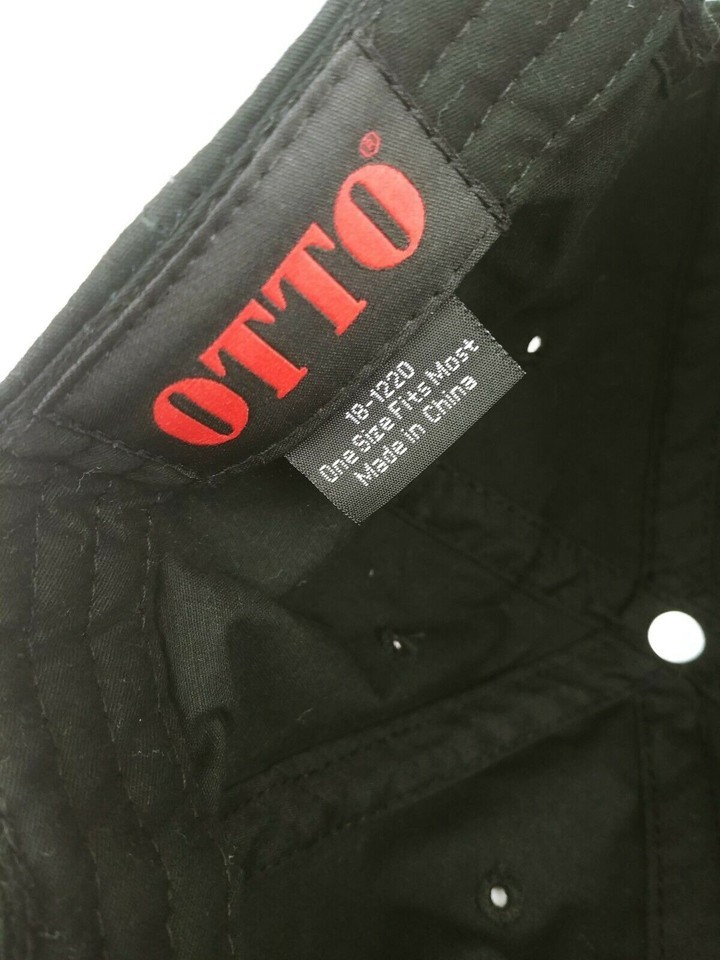 OTTO®
18-1220
One Size Fits Most
Made in China